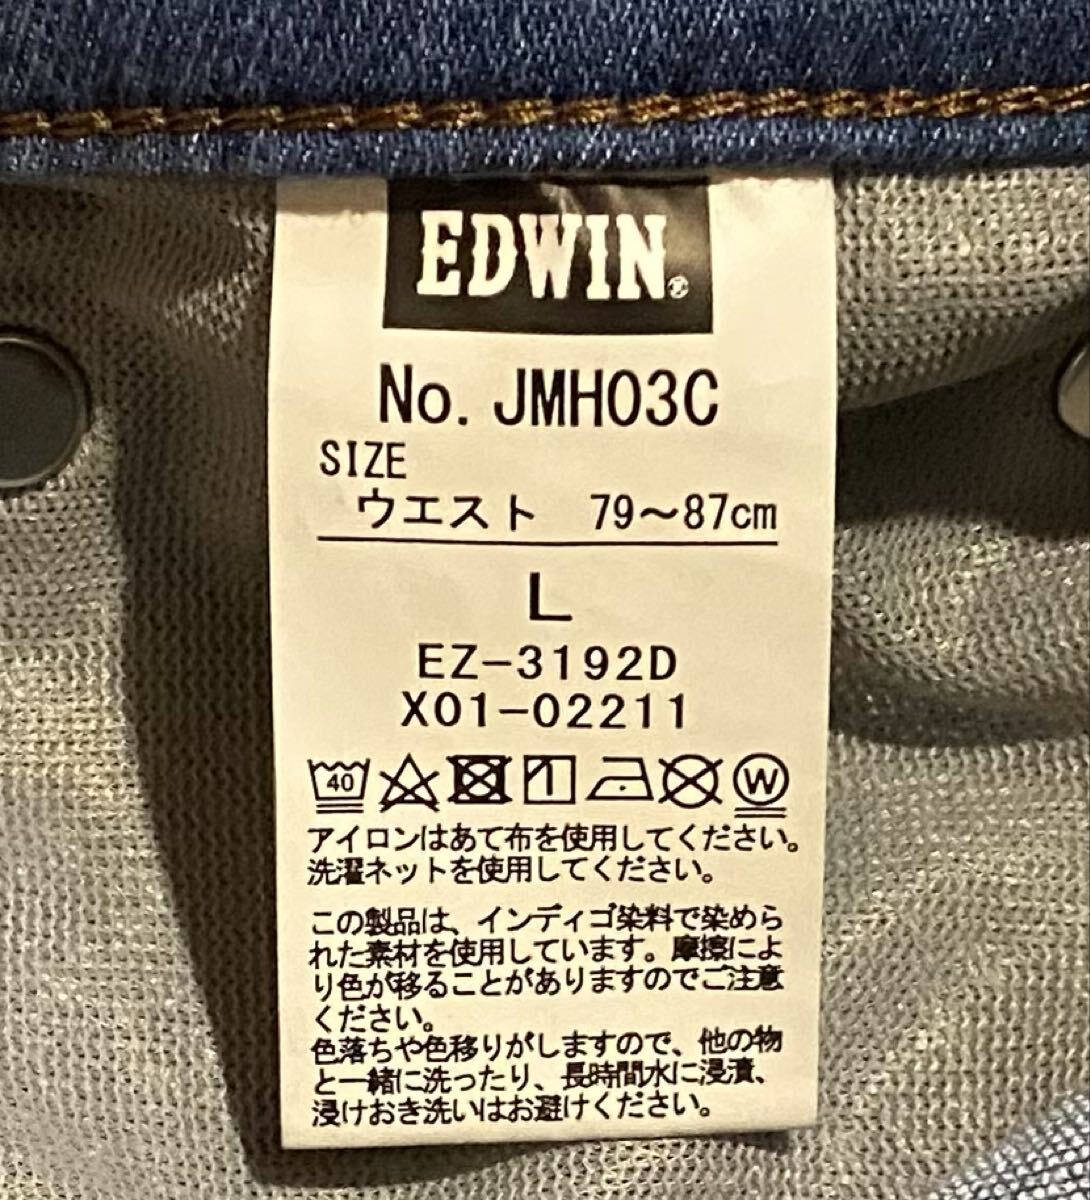 EDWIN®
No. JMH03C
SIZE
ウエスト 79～87cm
L
EZ-3192D
X01-02211
40 W
アイロンはあて布を使用してください。
洗濯ネットを使用してください。
この製品は、インディゴ染料で染めら
れた素材を使用しています。摩擦によ
り色が移ることがありますのでご注意
ください。
色落ちや色移りがしますので、他の物
と一緒に洗ったり、長時間水に浸漬、
浸けおき洗いはお避けください。